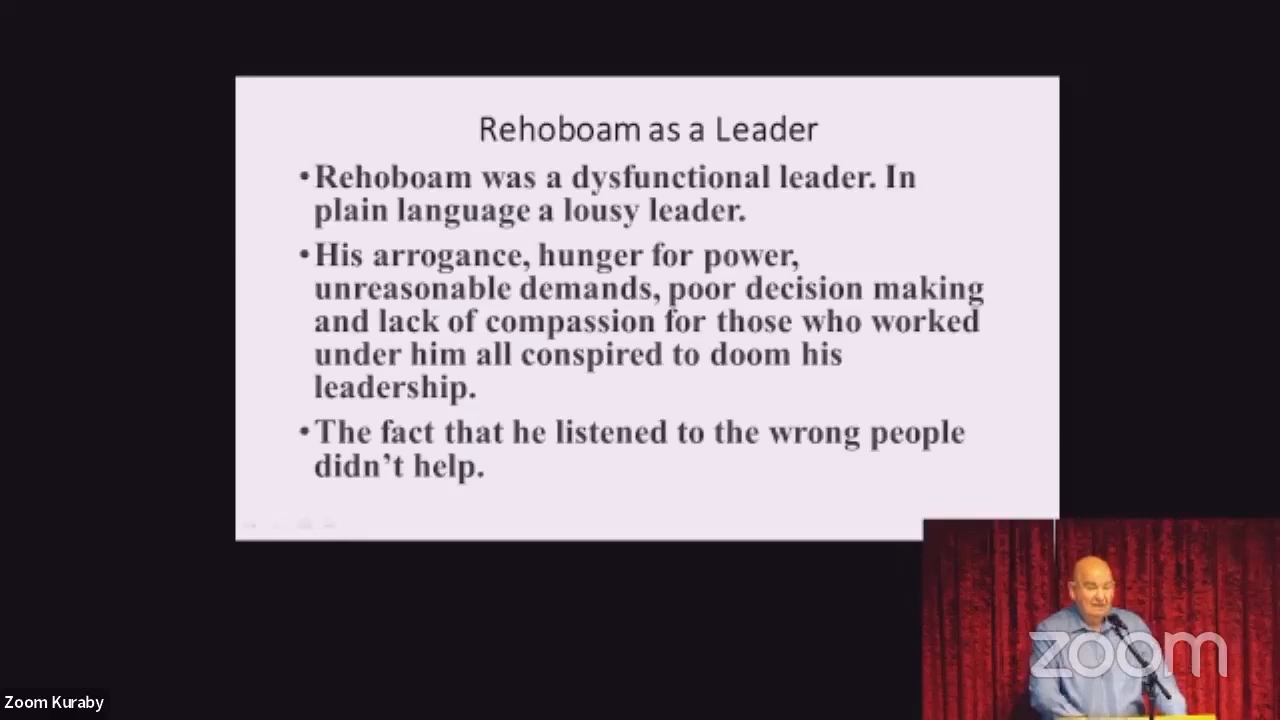 Rehoboam as a Leader
•Rehoboam was a dysfunctional leader. In
plain language a lousy leader.
•His arrogance, hunger for power,
unreasonable demands, poor decision making
and lack of compassion for those who worked
under him all conspired to doom his
leadership.
•The fact that he listened to the wrong people
didn’t help.
zoom
Zoom Kuraby